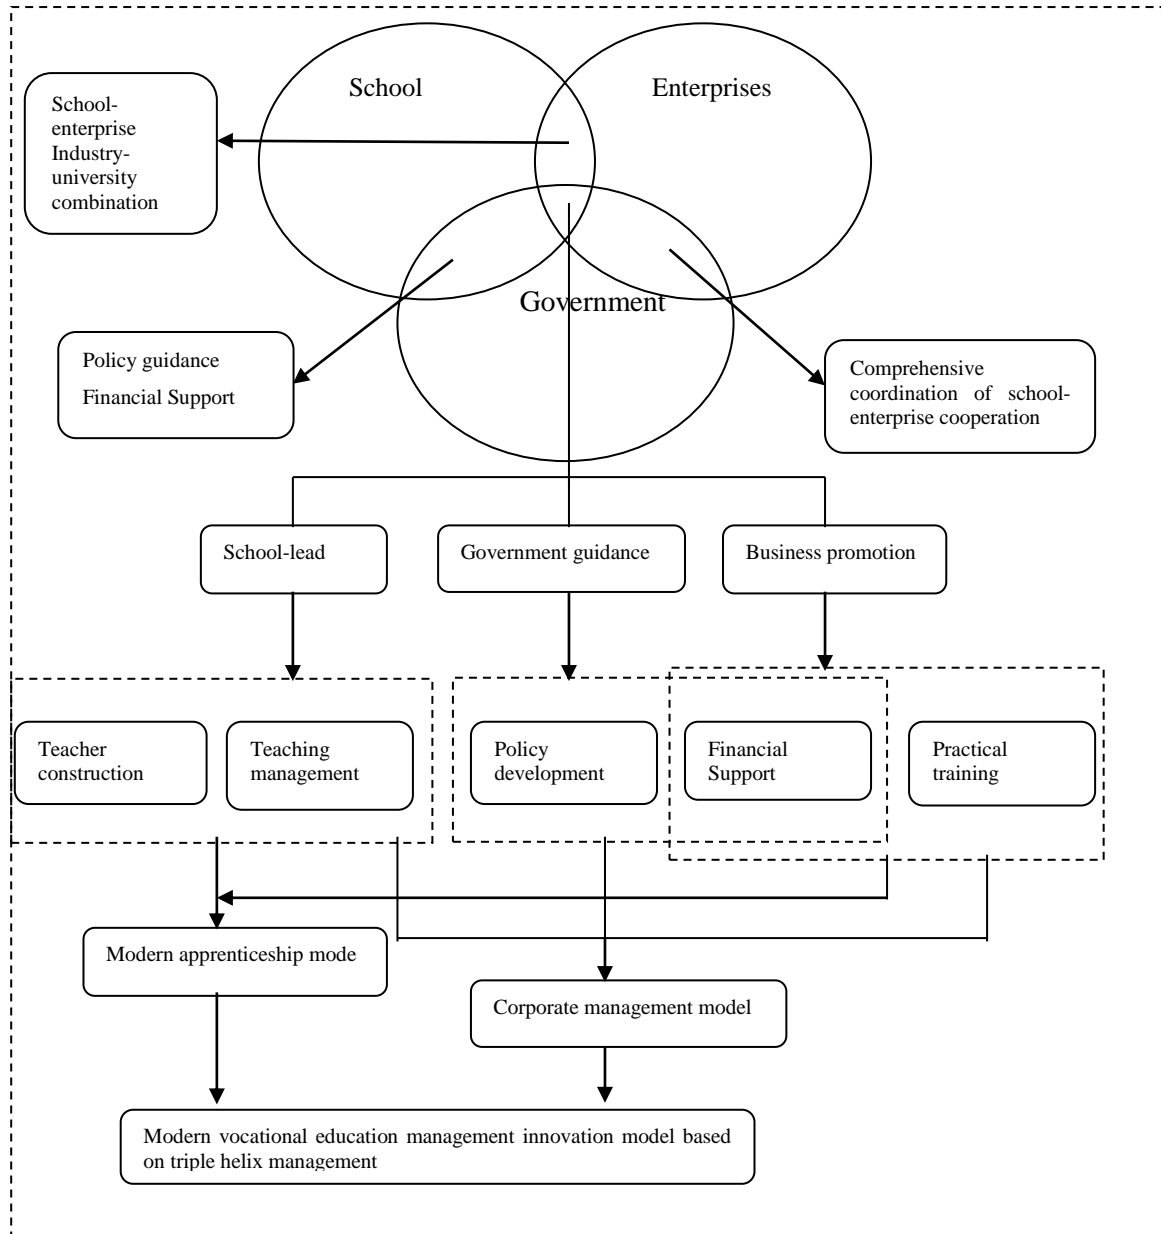 School
Enterprises
School-
enterprise
Industry-
university
combination
Government
Policy guidance
Financial Support
Comprehensive
coordination of school-
enterprise cooperation
School-lead
Government guidance
Business promotion
Teacher
construction
Teaching
management
Policy
development
Financial
Support
Practical
training
Modern apprenticeship mode
Corporate management model
Modern vocational education management innovation model based
on triple helix management